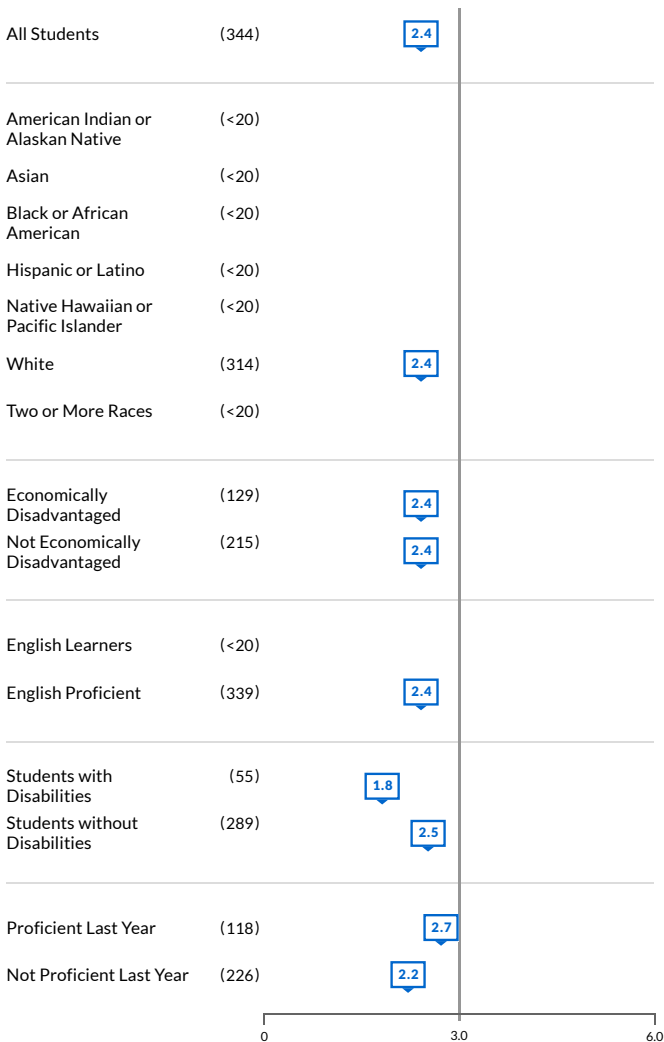 All Students (344) 2.4
American Indian or (<20)
Alaskan Native
Asian (<20)
Black or African (<20)
American
Hispanic or Latino (<20)
Native Hawaiian or (<20)
Pacific Islander
White (314) 2.4
Two or More Races (<20)
Economically (129) 2.4
Disadvantaged
Not Economically (215) 2.4
Disadvantaged
English Learners (<20)
English Proficient (339) 2.4
Students with (55) 1.8
Disabilities
Students without (289) 2.5
Disabilities
Proficient Last Year (118) 2.7
Not Proficient Last Year (226) 2.2
0 3.0 6.0